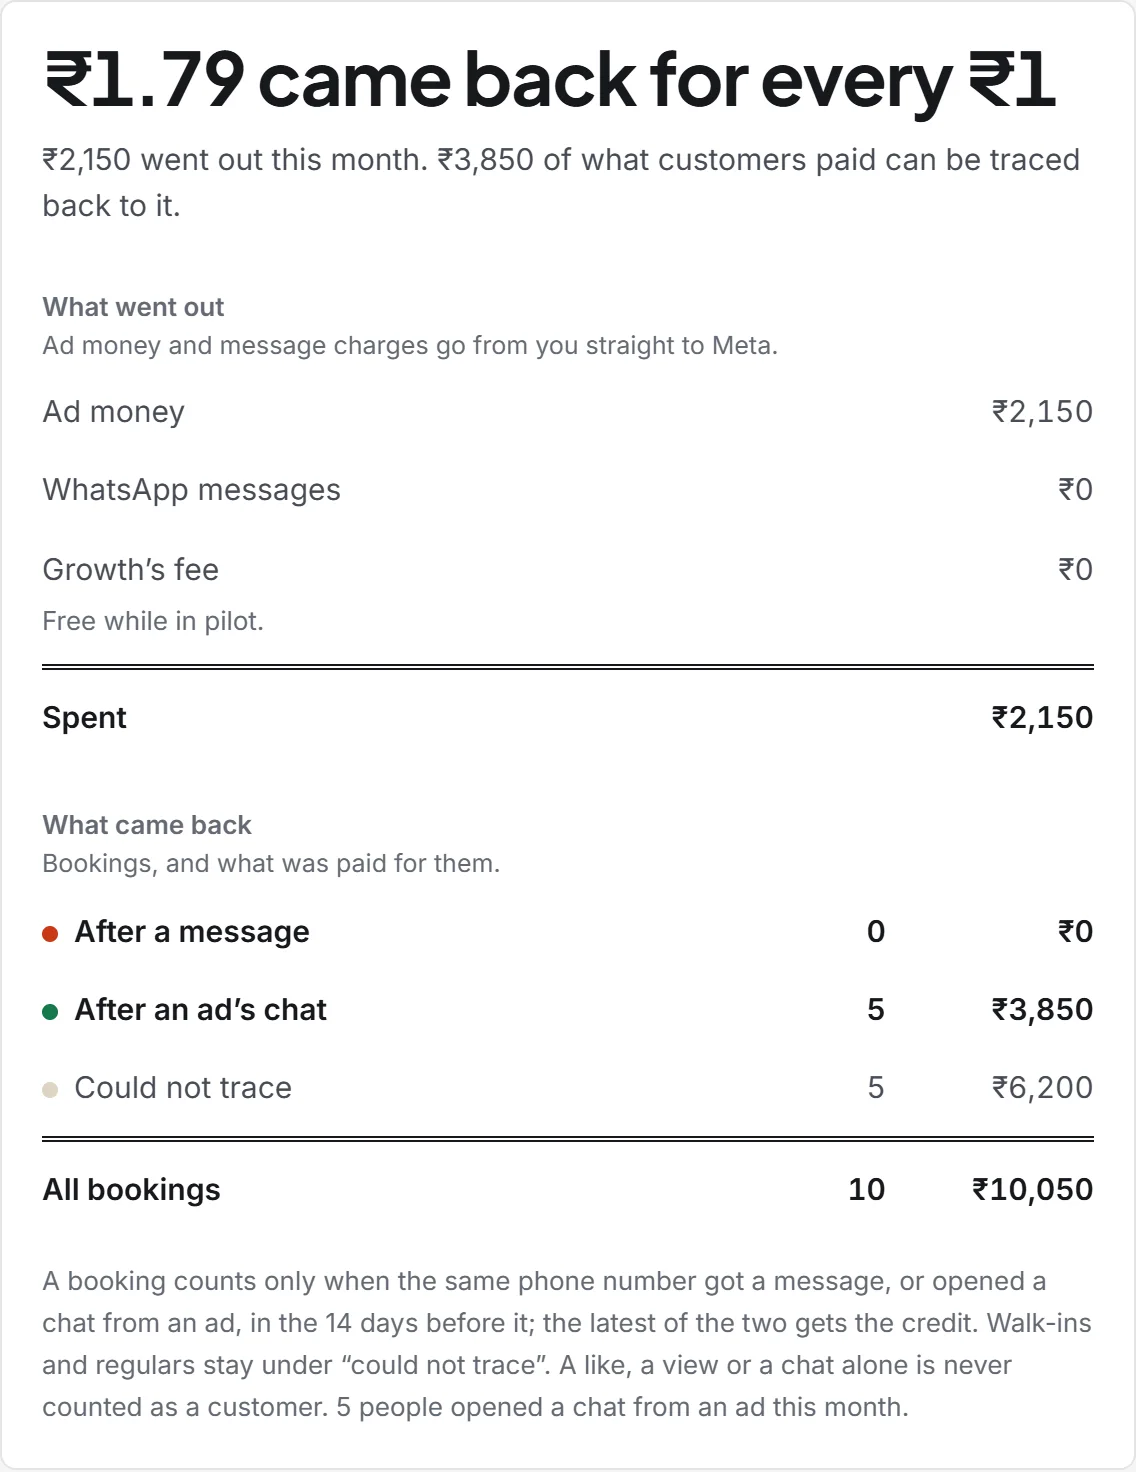 ₹1.79 came back for every ₹1
₹2,150 went out this month. ₹3,850 of what customers paid can be traced
back to it.
What went out
Ad money and message charges go from you straight to Meta.
Ad money ₹2,150
WhatsApp messages ₹0
Growth’s fee ₹0
Free while in pilot.
Spent ₹2,150
What came back
Bookings, and what was paid for them.
After a message 0 ₹0
After an ad’s chat 5 ₹3,850
Could not trace 5 ₹6,200
All bookings 10 ₹10,050
A booking counts only when the same phone number got a message, or opened a
chat from an ad, in the 14 days before it; the latest of the two gets the credit. Walk-ins
and regulars stay under “could not trace”. A like, a view or a chat alone is never
counted as a customer. 5 people opened a chat from an ad this month.